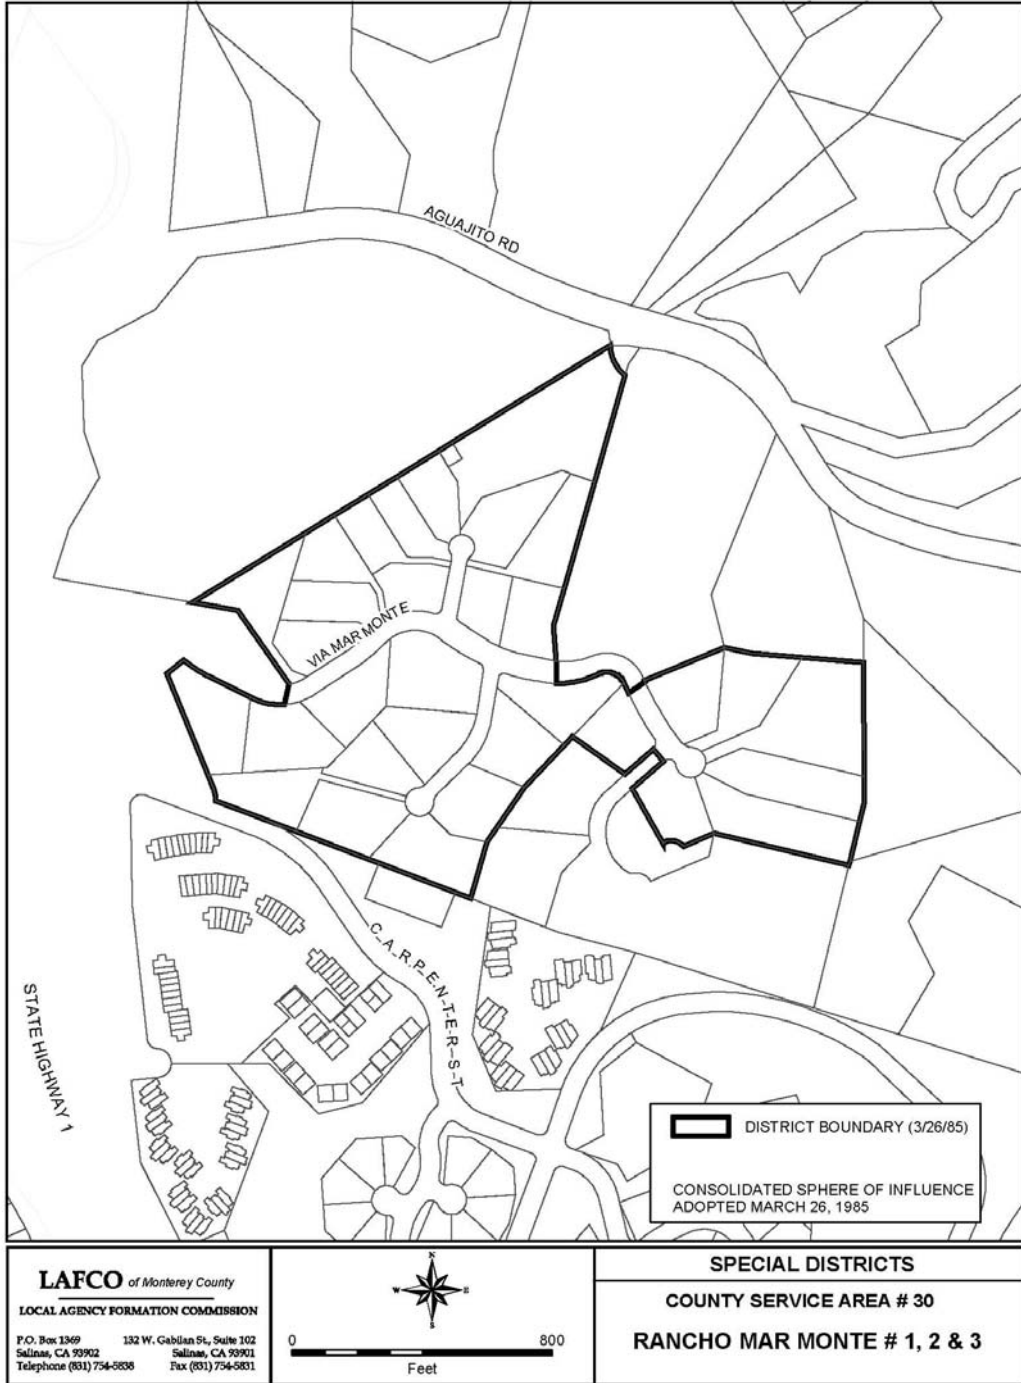 AGUAJITO RD
VIA MAR MONTE
C-A-R-P-E-N-T-E-R-S-T
STATE HIGHWAY 1
DISTRICT BOUNDARY (3/26/85)
CONSOLIDATED SPHERE OF INFLUENCE
ADOPTED MARCH 26, 1985
LAFCO of Monterey County
LOCAL AGENCY FORMATION COMMISSION
P.O. Box 1369 132 W. Gabilan St., Suite 102
Salinas, CA 93902 Salinas, CA 93901
Telephone (831) 754-5838 Fax (831) 754-5831
N
W E
S
0 800
Feet
SPECIAL DISTRICTS
COUNTY SERVICE AREA # 30
RANCHO MAR MONTE # 1, 2 & 3